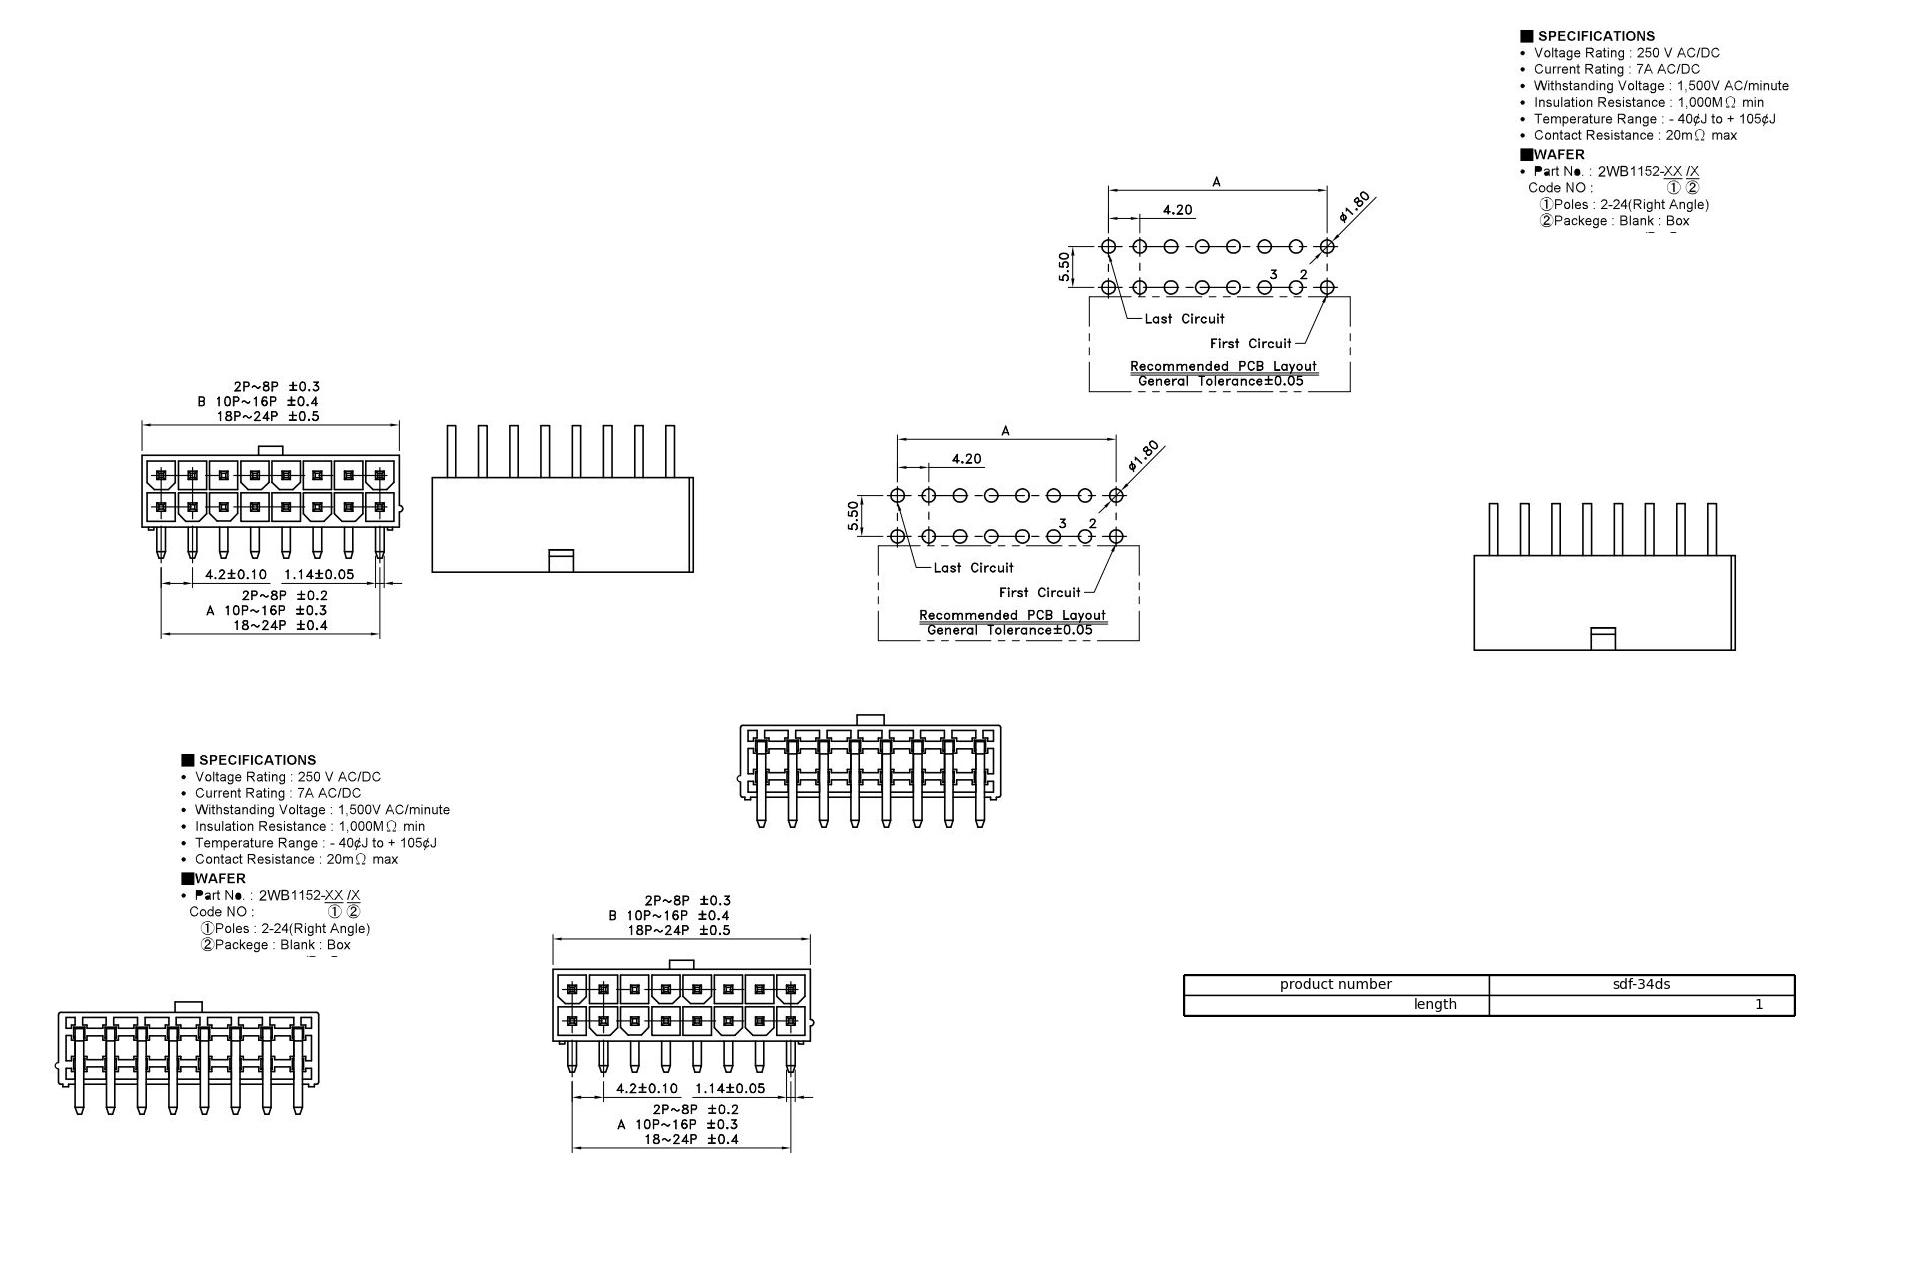 ■ SPECIFICATIONS
• Voltage Rating : 250 V AC/DC
• Current Rating : 7A AC/DC
• Withstanding Voltage : 1,500V AC/minute
• Insulation Resistance : 1,000MΩ min
• Temperature Range : - 40¢J to + 105¢J
• Contact Resistance : 20mΩ max
■WAFER
• Part No. : 2WB1152-XX /X
Code NO : ① ②
①Poles : 2-24(Right Angle)
②Packege : Blank : Box
A
4.20
ø1.80
5.50
3 2
Last Circuit
First Circuit
Recommended PCB Layout
General Tolerance±0.05
2P~8P ±0.3
B 10P~16P ±0.4
18P~24P ±0.5
4.2±0.10 1.14±0.05
2P~8P ±0.2
A 10P~16P ±0.3
18~24P ±0.4
A
4.20
ø1.80
5.50
3 2
Last Circuit
First Circuit
Recommended PCB Layout
General Tolerance±0.05
■ SPECIFICATIONS
• Voltage Rating : 250 V AC/DC
• Current Rating : 7A AC/DC
• Withstanding Voltage : 1,500V AC/minute
• Insulation Resistance : 1,000MΩ min
• Temperature Range : - 40¢J to + 105¢J
• Contact Resistance : 20mΩ max
■WAFER
• Part No. : 2WB1152-XX /X
Code NO : ① ②
①Poles : 2-24(Right Angle)
②Packege : Blank : Box
2P~8P ±0.3
B 10P~16P ±0.4
18P~24P ±0.5
4.2±0.10 1.14±0.05
2P~8P ±0.2
A 10P~16P ±0.3
18~24P ±0.4
product number sdf-34ds
length 1